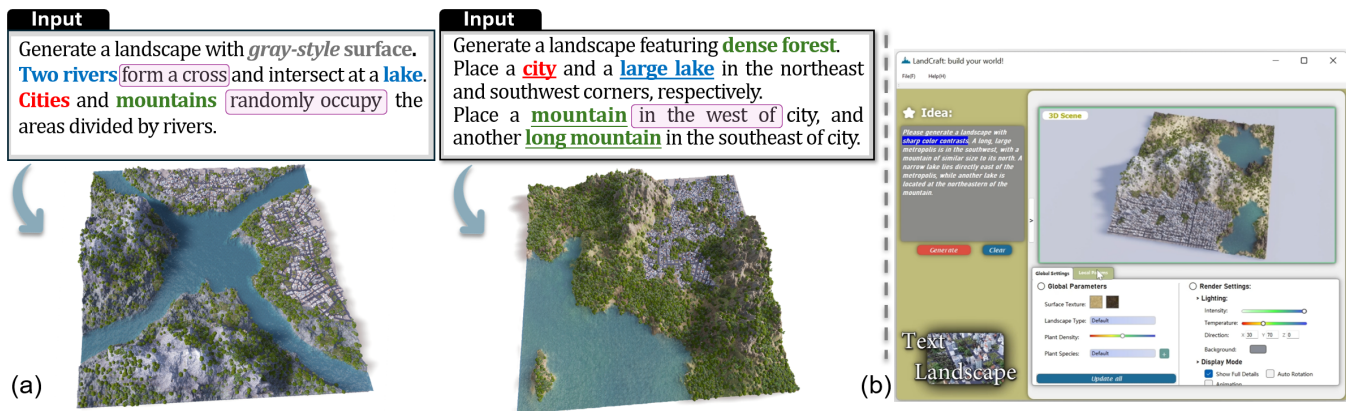 Input
Generate a landscape with gray-style surface.
Two rivers form a cross and intersect at a lake.
Cities and mountains randomly occupy the
areas divided by rivers.
(a)
Input
Generate a landscape featuring dense forest.
Place a city and a large lake in the northeast
and southwest corners, respectively.
Place a mountain in the west of city, and
another long mountain in the southeast of city.
(b)
LandCraft: build your world!
File(F) Help(H)
Idea:
Please generate a landscape with
sharp color contrasts. A long, large
metropolis is in the southwest, with a
mountain of similar size to its north. A
narrow lake lies directly east of the
metropolis, while another lake is
located at the northeastern of the
mountain.
Generate Clear
Text
Landscape
3D Scene
>
Global Settings
Global Parameters
Surface Texture:
Landscape Type: Default
Plant Density:
Plant Species: Default +
Update all
Render Settings:
Lighting:
Intensity:
Temperature:
Direction: X 30 Y 70 Z 0
Background:
Display Mode
Show Full Details Auto Rotation
Animation